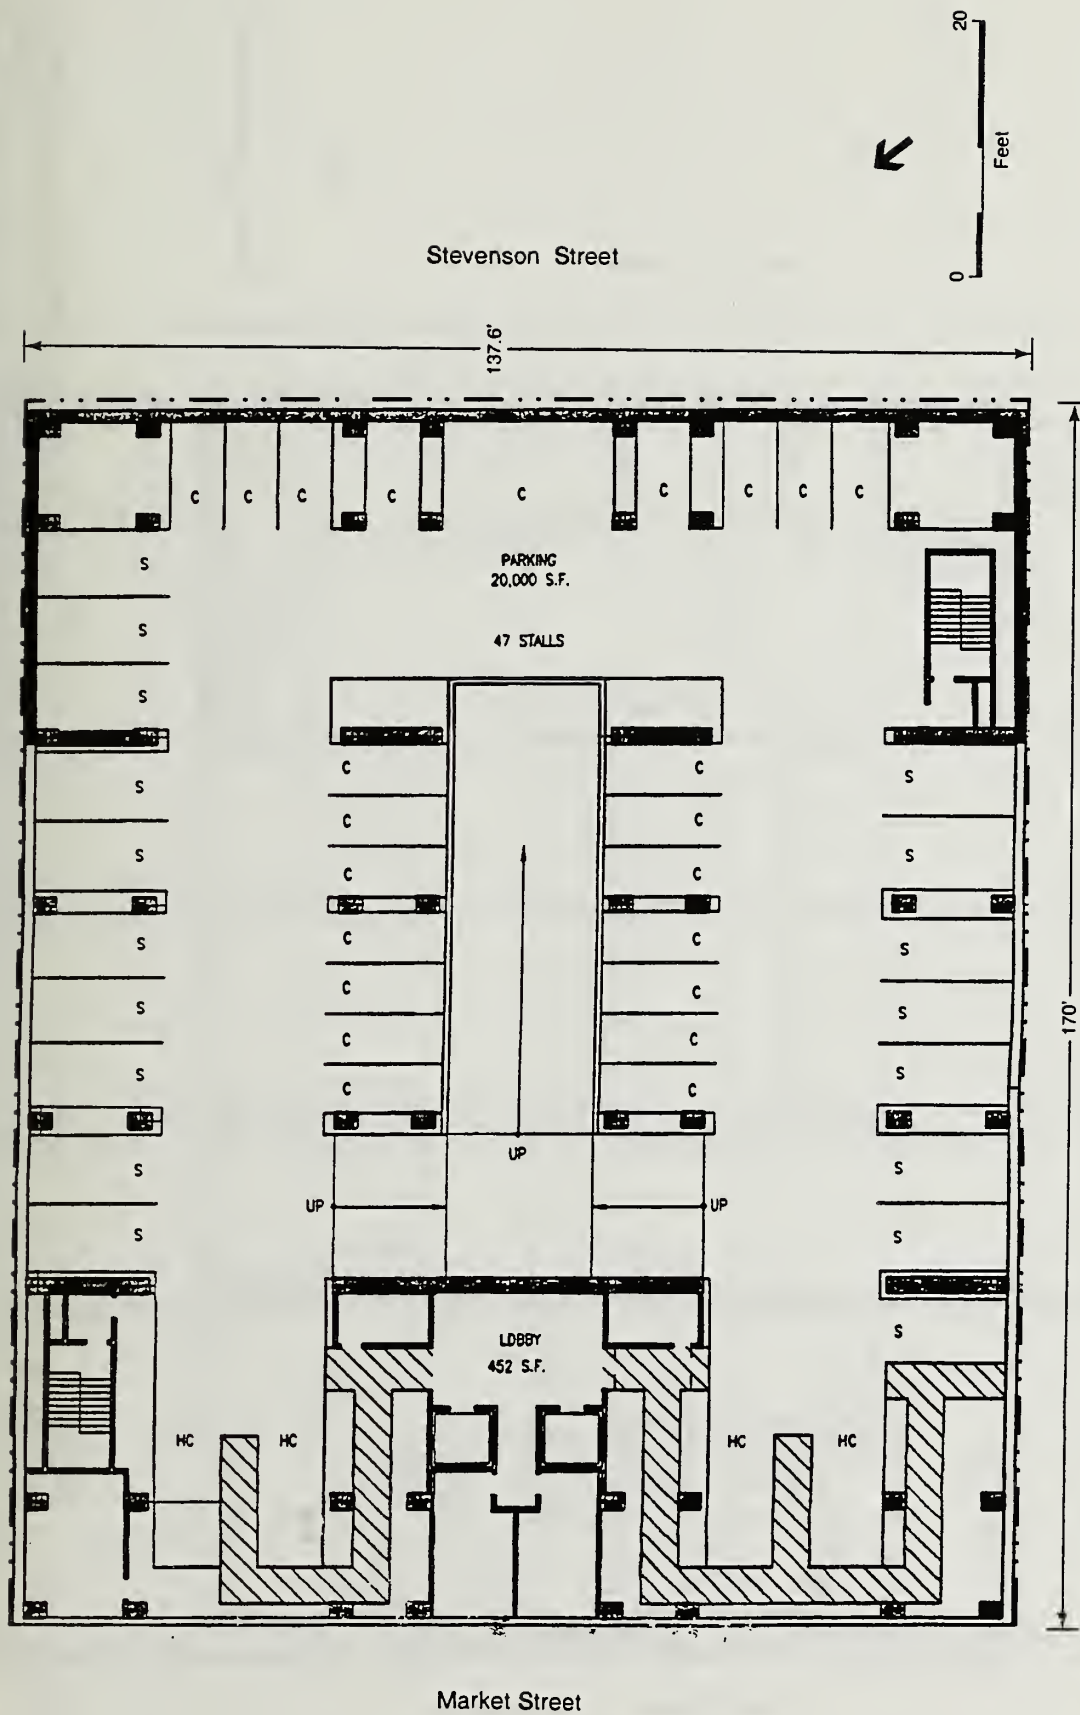 20
Feet
0
Stevenson Street
137.6'
C C C C C C C C C
PARKING
20,000 S.F.
47 STALLS
S
S
S
C C
S S
C C
S S
C C
C C
S S
C C
S S
C C
S S
C C
UP
S S
UP UP
S S
LOBBY
452 S.F.
S
HC HC HC HC
170'
Market Street